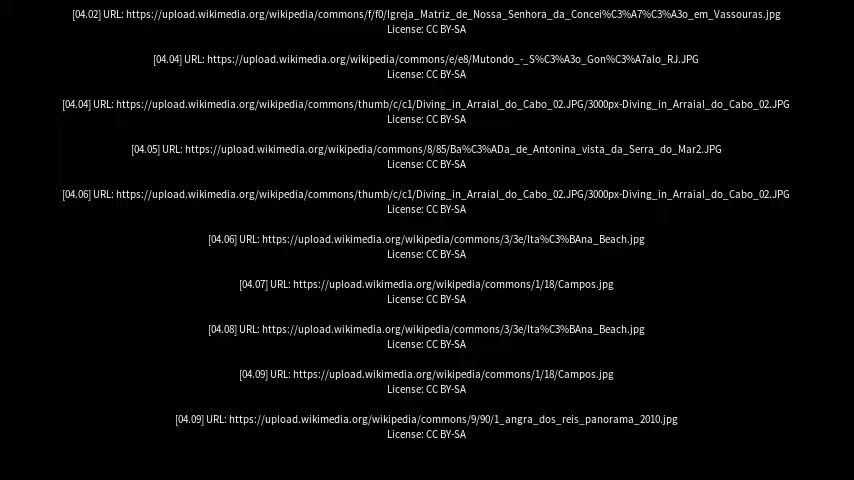 [04.02] URL: https://upload.wikimedia.org/wikipedia/commons/f/f0/Igreja_Matriz_de_Nossa_Senhora_da_Concei%C3%A7%C3%A3o_em_Vassouras.jpg
License: CC BY-SA
[04.04] URL: https://upload.wikimedia.org/wikipedia/commons/e/e8/Mutondo_-_S%C3%A3o_Gon%C3%A7alo_RJ.JPG
License: CC BY-SA
[04.04] URL: https://upload.wikimedia.org/wikipedia/commons/thumb/c/c1/Diving_in_Arraial_do_Cabo_02.JPG/3000px-Diving_in_Arraial_do_Cabo_02.JPG
License: CC BY-SA
[04.05] URL: https://upload.wikimedia.org/wikipedia/commons/8/85/Ba%C3%ADa_de_Antonina_vista_da_Serra_do_Mar2.JPG
License: CC BY-SA
[04.06] URL: https://upload.wikimedia.org/wikipedia/commons/thumb/c/c1/Diving_in_Arraial_do_Cabo_02.JPG/3000px-Diving_in_Arraial_do_Cabo_02.JPG
License: CC BY-SA
[04.06] URL: https://upload.wikimedia.org/wikipedia/commons/3/3e/Ita%C3%BAna_Beach.jpg
License: CC BY-SA
[04.07] URL: https://upload.wikimedia.org/wikipedia/commons/1/18/Campos.jpg
License: CC BY-SA
[04.08] URL: https://upload.wikimedia.org/wikipedia/commons/3/3e/Ita%C3%BAna_Beach.jpg
License: CC BY-SA
[04.09] URL: https://upload.wikimedia.org/wikipedia/commons/1/18/Campos.jpg
License: CC BY-SA
[04.09] URL: https://upload.wikimedia.org/wikipedia/commons/9/90/1_angra_dos_reis_panorama_2010.jpg
License: CC BY-SA